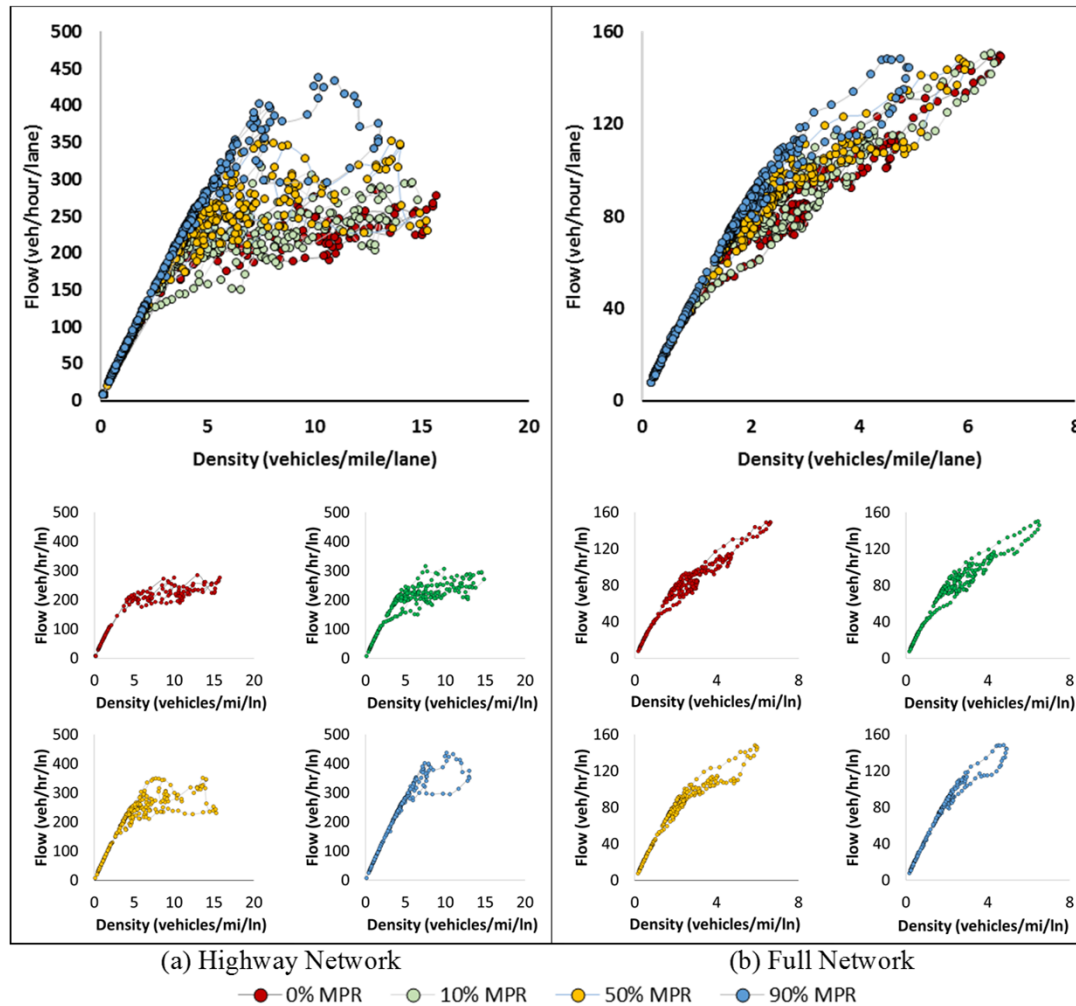 500
450
400
350
300
250
200
150
100
50
0
Flow (veh/hour/lane)
0 5 10 15 20
Density (vehicles/mile/lane)
160
120
80
40
0
Flow (veh/hour/lane)
0 2 4 6 8
Density (vehicles/mile/lane)
500
400
300
200
100
0
Flow (veh/hr/ln)
0 5 10 15 20
Density (vehicles/mi/ln)
500
400
300
200
100
0
Flow (veh/hr/ln)
0 5 10 15 20
Density (vehicles/mi/ln)
160
120
80
40
0
Flow (veh/hr/ln)
0 4 8
Density (vehicles/mi/ln)
160
120
80
40
0
Flow (veh/hr/ln)
0 4 8
Density (vehicles/mi/ln)
500
400
300
200
100
0
Flow (veh/hr/ln)
0 5 10 15 20
Density (vehicles/mi/ln)
500
400
300
200
100
0
Flow (veh/hr/ln)
0 5 10 15 20
Density (vehicles/mi/ln)
160
120
80
40
0
Flow (veh/hr/ln)
0 4 8
Density (vehicles/mi/ln)
160
120
80
40
0
Flow (veh/hr/ln)
0 4 8
Density (vehicles/mi/ln)
(a) Highway Network
(b) Full Network
0% MPR 10% MPR 50% MPR 90% MPR